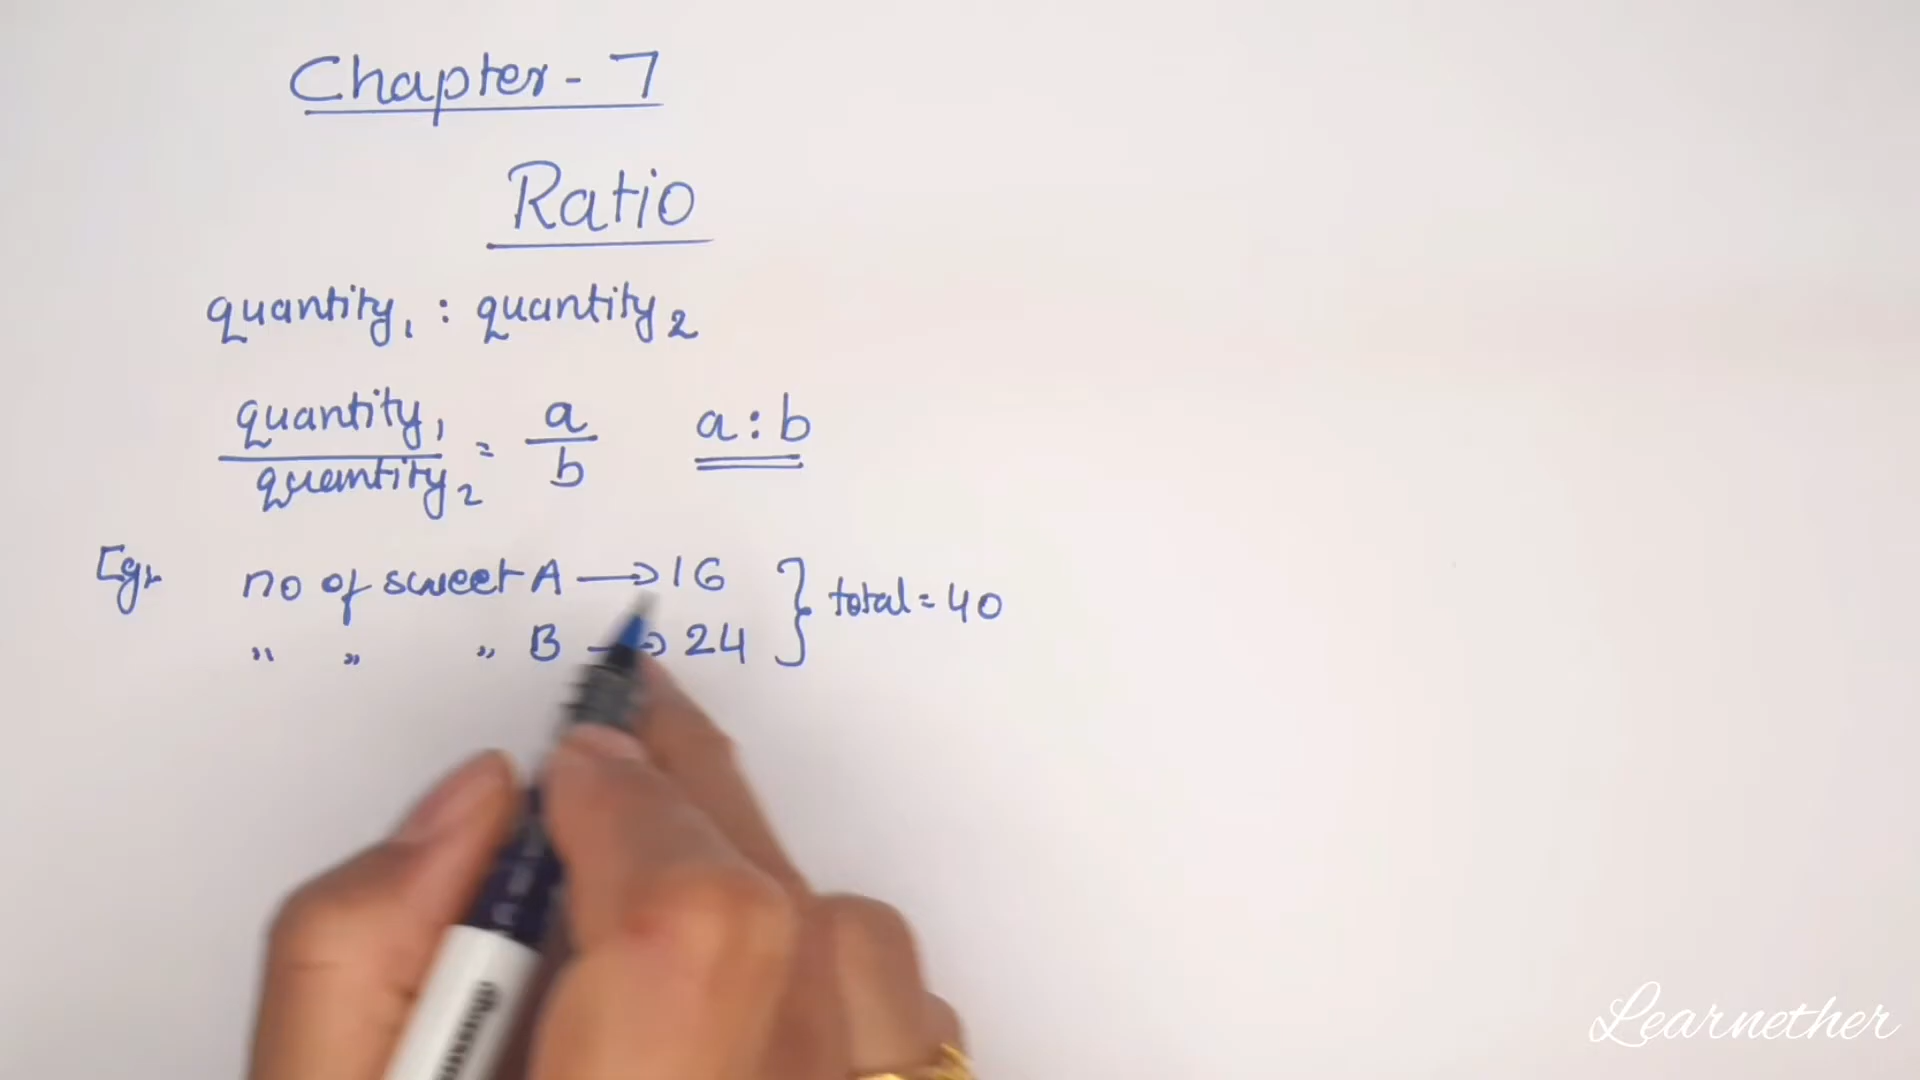 Chapter - 7
Ratio
quantity₁ : quantity₂
quantity₁ / quantity₂ = a / b    a : b
Eg:
no of sweet A → 16
" " " B → 24
} total = 40
Learnether